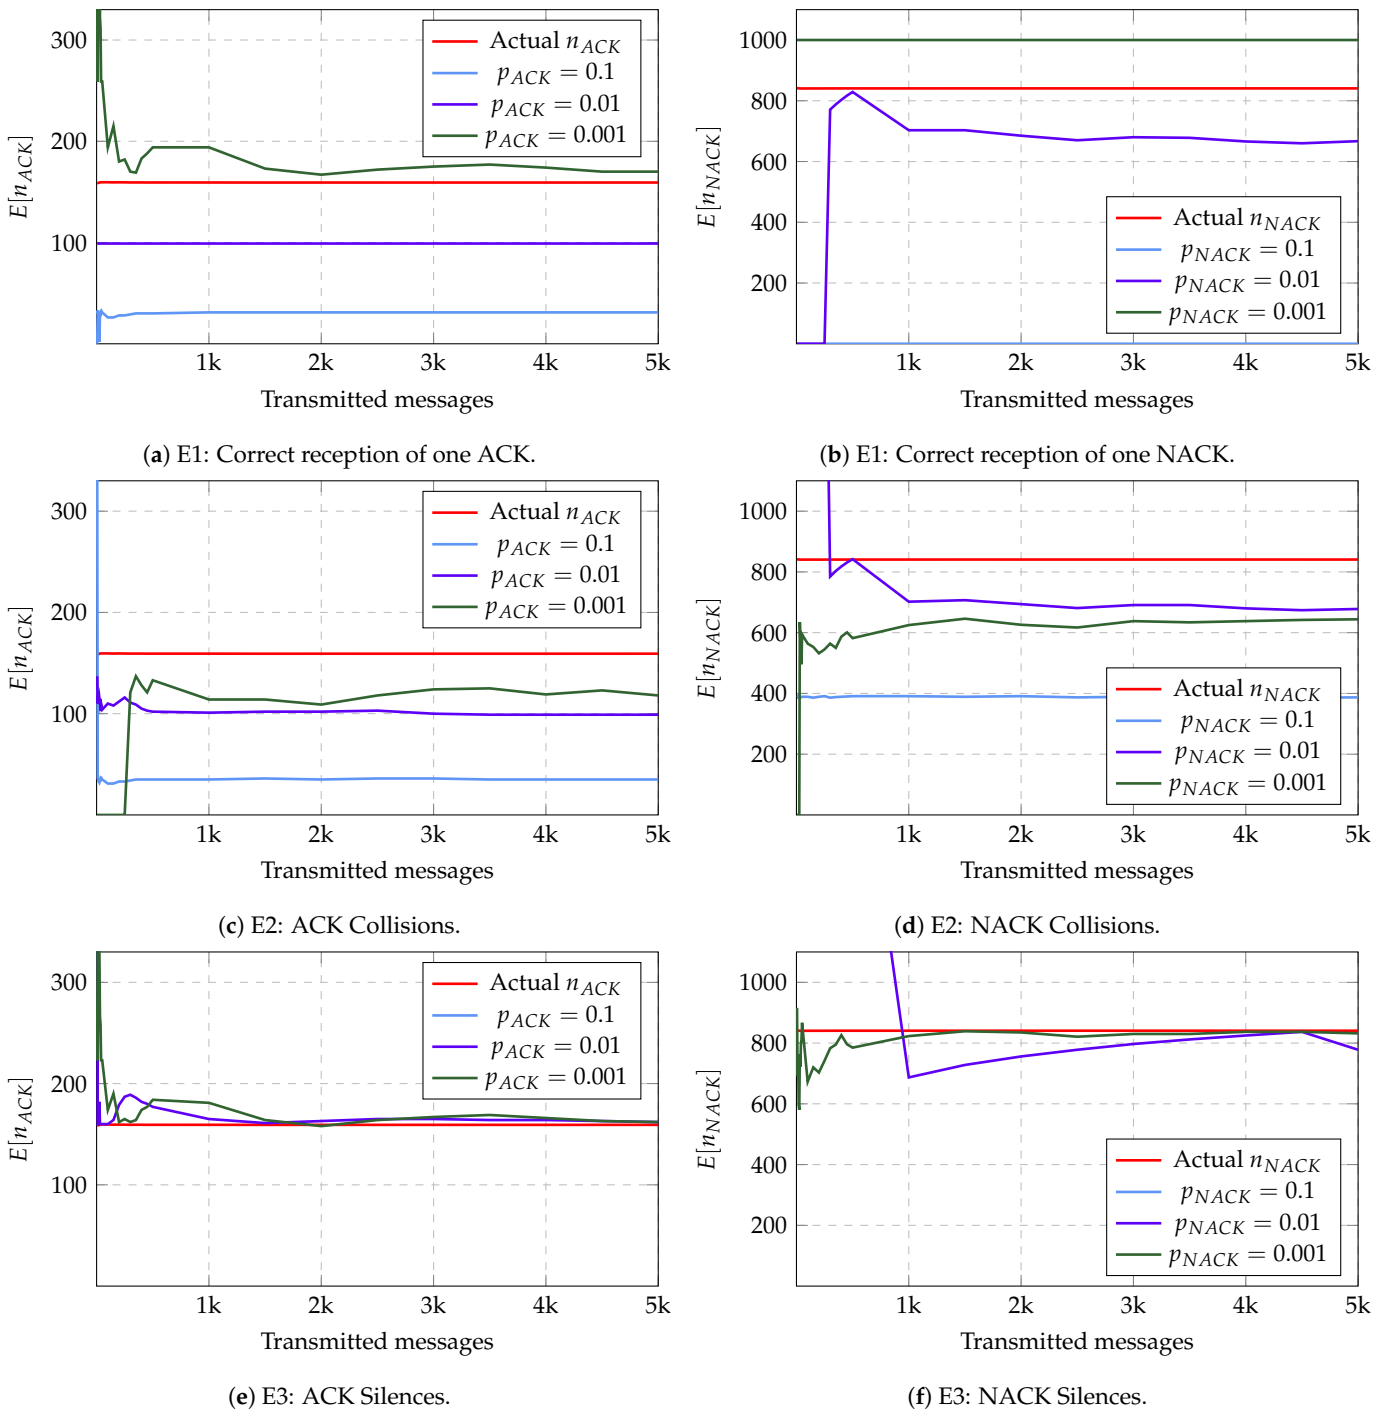 300
200
100
E[n_ACK]
Actual n_ACK
p_ACK = 0.1
p_ACK = 0.01
p_ACK = 0.001
1k 2k 3k 4k 5k
Transmitted messages
(a) E1: Correct reception of one ACK.
1000
800
600
400
200
E[n_NACK]
Actual n_NACK
p_NACK = 0.1
p_NACK = 0.01
p_NACK = 0.001
1k 2k 3k 4k 5k
Transmitted messages
(b) E1: Correct reception of one NACK.
300
200
100
E[n_ACK]
Actual n_ACK
p_ACK = 0.1
p_ACK = 0.01
p_ACK = 0.001
1k 2k 3k 4k 5k
Transmitted messages
(c) E2: ACK Collisions.
1000
800
600
400
200
E[n_NACK]
Actual n_NACK
p_NACK = 0.1
p_NACK = 0.01
p_NACK = 0.001
1k 2k 3k 4k 5k
Transmitted messages
(d) E2: NACK Collisions.
300
200
100
E[n_ACK]
Actual n_ACK
p_ACK = 0.1
p_ACK = 0.01
p_ACK = 0.001
1k 2k 3k 4k 5k
Transmitted messages
(e) E3: ACK Silences.
1000
800
600
400
200
E[n_NACK]
Actual n_NACK
p_NACK = 0.1
p_NACK = 0.01
p_NACK = 0.001
1k 2k 3k 4k 5k
Transmitted messages
(f) E3: NACK Silences.